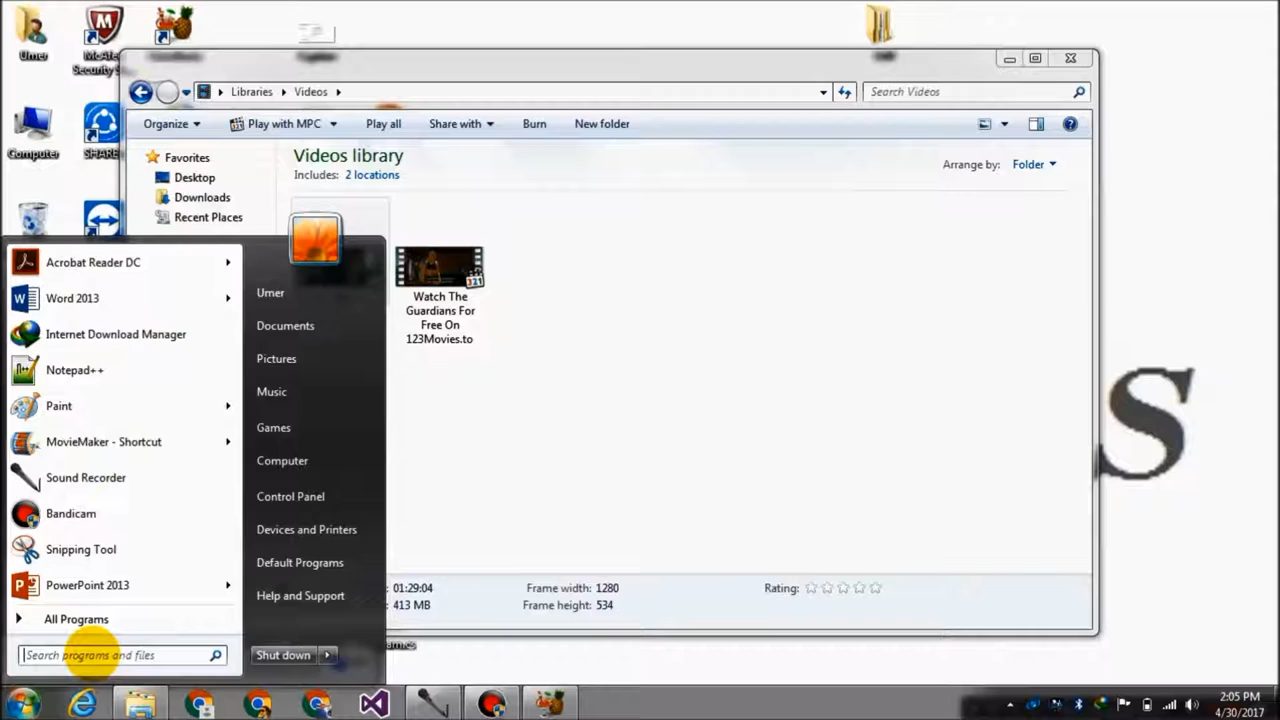 Umer
McAfee
Security S
Computer
SHARE
Libraries
Videos
Search Videos
Organize
Play with MPC
Play all
Share with
Burn
New folder
Favorites
Desktop
Downloads
Recent Places
Videos library
Includes: 2 locations
Arrange by: Folder
Watch The
Guardians For
Free On
123Movies.to
Acrobat Reader DC
Word 2013
Internet Download Manager
Notepad++
Paint
MovieMaker - Shortcut
Sound Recorder
Bandicam
Snipping Tool
PowerPoint 2013
All Programs
Search programs and files
Umer
Documents
Pictures
Music
Games
Computer
Control Panel
Devices and Printers
Default Programs
Help and Support
Shut down
01:29:04
413 MB
Frame width: 1280
Frame height: 534
Rating:
S
2:05 PM
4/30/2017